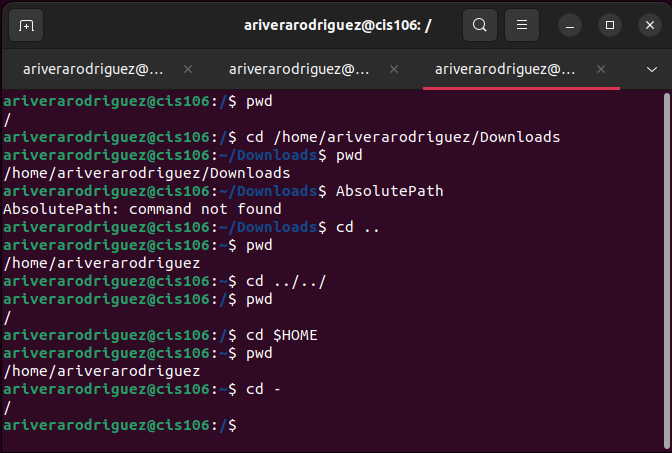 ariverarodriguez@cis106: /
ariverarodriguez@... ariverarodriguez@... ariverarodriguez@...
ariverarodriguez@cis106:/$ pwd
/
ariverarodriguez@cis106:/$ cd /home/ariverarodriguez/Downloads
ariverarodriguez@cis106:~/Downloads$ pwd
/home/ariverarodriguez/Downloads
ariverarodriguez@cis106:~/Downloads$ AbsolutePath
AbsolutePath: command not found
ariverarodriguez@cis106:~/Downloads$ cd ..
ariverarodriguez@cis106:~$ pwd
/home/ariverarodriguez
ariverarodriguez@cis106:~$ cd ../../
ariverarodriguez@cis106:/$ pwd
/
ariverarodriguez@cis106:/$ cd $HOME
ariverarodriguez@cis106:~$ pwd
/home/ariverarodriguez
ariverarodriguez@cis106:~$ cd -
/
ariverarodriguez@cis106:/$